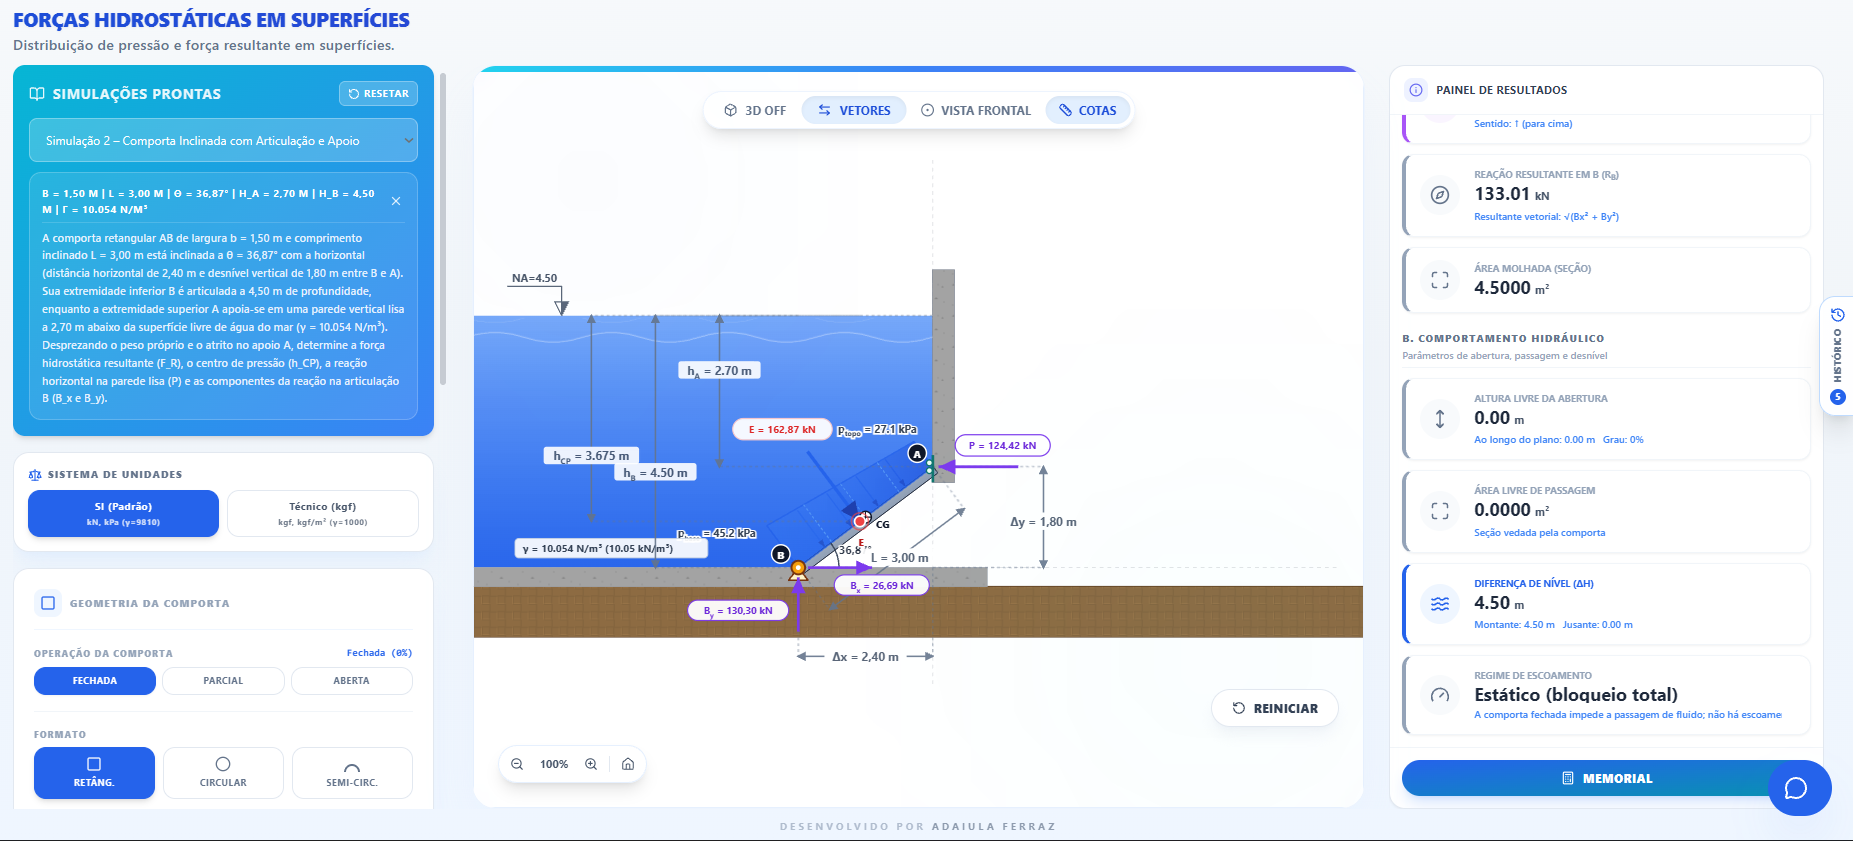 FORÇAS HIDROSTÁTICAS EM SUPERFÍCIES
Distribuição de pressão e força resultante em superfícies.
SIMULAÇÕES PRONTAS
RESETAR
Simulação 2 – Comporta Inclinada com Articulação e Apoio
B = 1,50 M | L = 3,00 M | Θ = 36,87° | H_A = 2,70 M | H_B = 4,50
M | Γ = 10.054 N/M³
A comporta retangular AB de largura b = 1,50 m e comprimento
inclinado L = 3,00 m está inclinada a θ = 36,87° com a horizontal
(distância horizontal de 2,40 m e desnível vertical de 1,80 m entre B e A).
Sua extremidade inferior B é articulada a 4,50 m de profundidade,
enquanto a extremidade superior A apoia-se em uma parede vertical lisa
a 2,70 m abaixo da superfície livre de água do mar (γ = 10.054 N/m³).
Desprezando o peso próprio e o atrito no apoio A, determine a força
hidrostática resultante (F_R), o centro de pressão (h_CP), a reação
horizontal na parede lisa (P) e as componentes da reação na articulação
B (B_x e B_y).
SISTEMA DE UNIDADES
SI (Padrão)
kN, kPa (γ=9810)
Técnico (kgf)
kgf, kgf/m² (γ=1000)
GEOMETRIA DA COMPORTA
OPERAÇÃO DA COMPORTA
Fechada (0%)
FECHADA
PARCIAL
ABERTA
FORMATO
RETÂNG.
CIRCULAR
SEMI-CIRC.
3D OFF
VETORES
VISTA FRONTAL
COTAS
NA=4.50
h_A = 2.70 m
E = 162,87 kN
p_topo = 27.1 kPa
A
P = 124,42 kN
h_CP = 3.675 m
h_B = 4.50 m
CG
Δy = 1,80 m
= 45.2 kPa
γ = 10.054 N/m³ (10.05 kN/m³)
B
E
36,8
L = 3,00 m
B_x = 26,69 kN
B_y = 130,30 kN
Δx = 2,40 m
REINICIAR
100%
PAINEL DE RESULTADOS
Sentido: ↑ (para cima)
REAÇÃO RESULTANTE EM B (R_B)
133.01 kN
Resultante vetorial: √(Bx² + By²)
ÁREA MOLHADA (SEÇÃO)
4.5000 m²
B. COMPORTAMENTO HIDRÁULICO
Parâmetros de abertura, passagem e desnível
ALTURA LIVRE DA ABERTURA
0.00 m
Ao longo do plano: 0.00 m Grau: 0%
ÁREA LIVRE DE PASSAGEM
0.0000 m²
Seção vedada pela comporta
DIFERENÇA DE NÍVEL (ΔH)
4.50 m
Montante: 4.50 m Jusante: 0.00 m
REGIME DE ESCOAMENTO
Estático (bloqueio total)
A comporta fechada impede a passagem de fluido; não há escoame
MEMORIAL
HISTÓRICO
5
DESENVOLVIDO POR ADAIULA FERRAZ